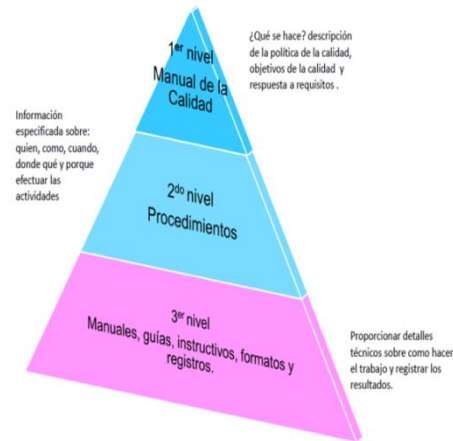 1er nivel
Manual de la
Calidad
¿Qué se hace? descripción
de la política de la calidad,
objetivos de la calidad y
respuesta a requisitos .
Información
especificada sobre:
quien, como, cuando,
donde qué y porque
efectuar las
actividades
2do nivel
Procedimientos
3er nivel
Manuales, guías, instructivos, formatos y
registros.
Proporcionar detalles
técnicos sobre como hacer
el trabajo y registrar los
resultados.